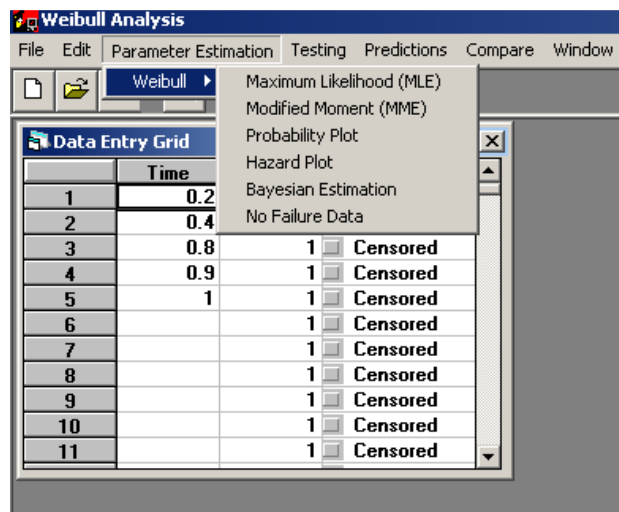 Weibull Analysis
File Edit Parameter Estimation Testing Predictions Compare Window
Weibull
Maximum Likelihood (MLE)
Modified Moment (MME)
Probability Plot
Hazard Plot
Bayesian Estimation
No Failure Data
Data Entry Grid
Time
1 0.2
2 0.4
3 0.8 1 Censored
4 0.9 1 Censored
5 1 1 Censored
6 1 Censored
7 1 Censored
8 1 Censored
9 1 Censored
10 1 Censored
11 1 Censored